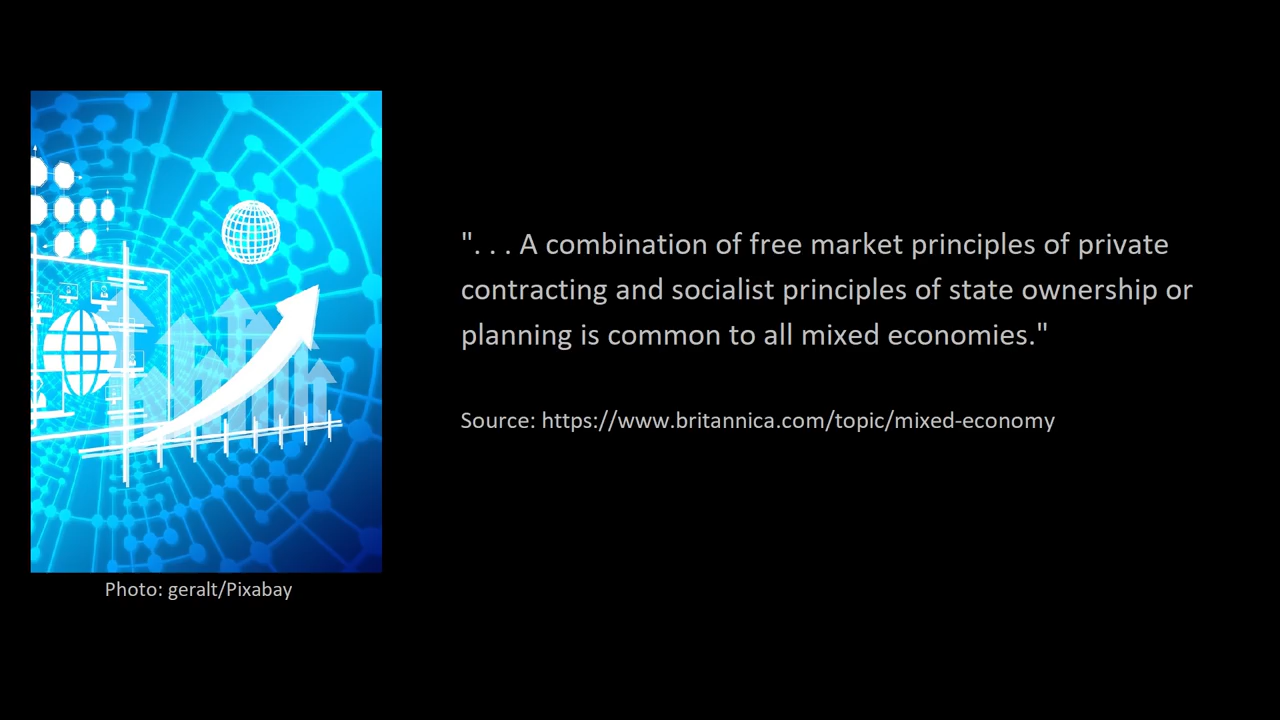 ". . . A combination of free market principles of private
contracting and socialist principles of state ownership or
planning is common to all mixed economies."
Source: https://www.britannica.com/topic/mixed-economy
Photo: geralt/Pixabay